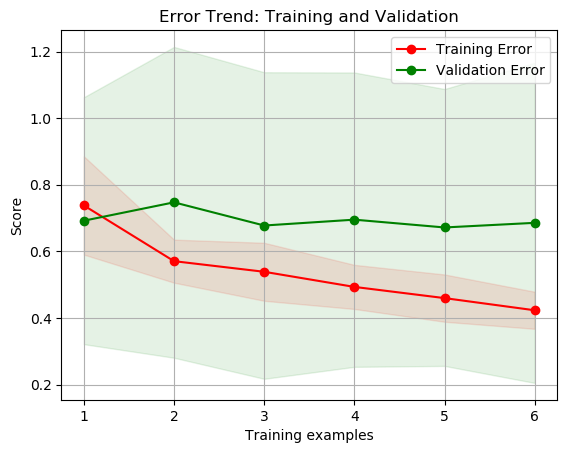 Error Trend: Training and Validation
Training Error
Validation Error
Score
1.2
1.0
0.8
0.6
0.4
0.2
1 2 3 4 5 6
Training examples